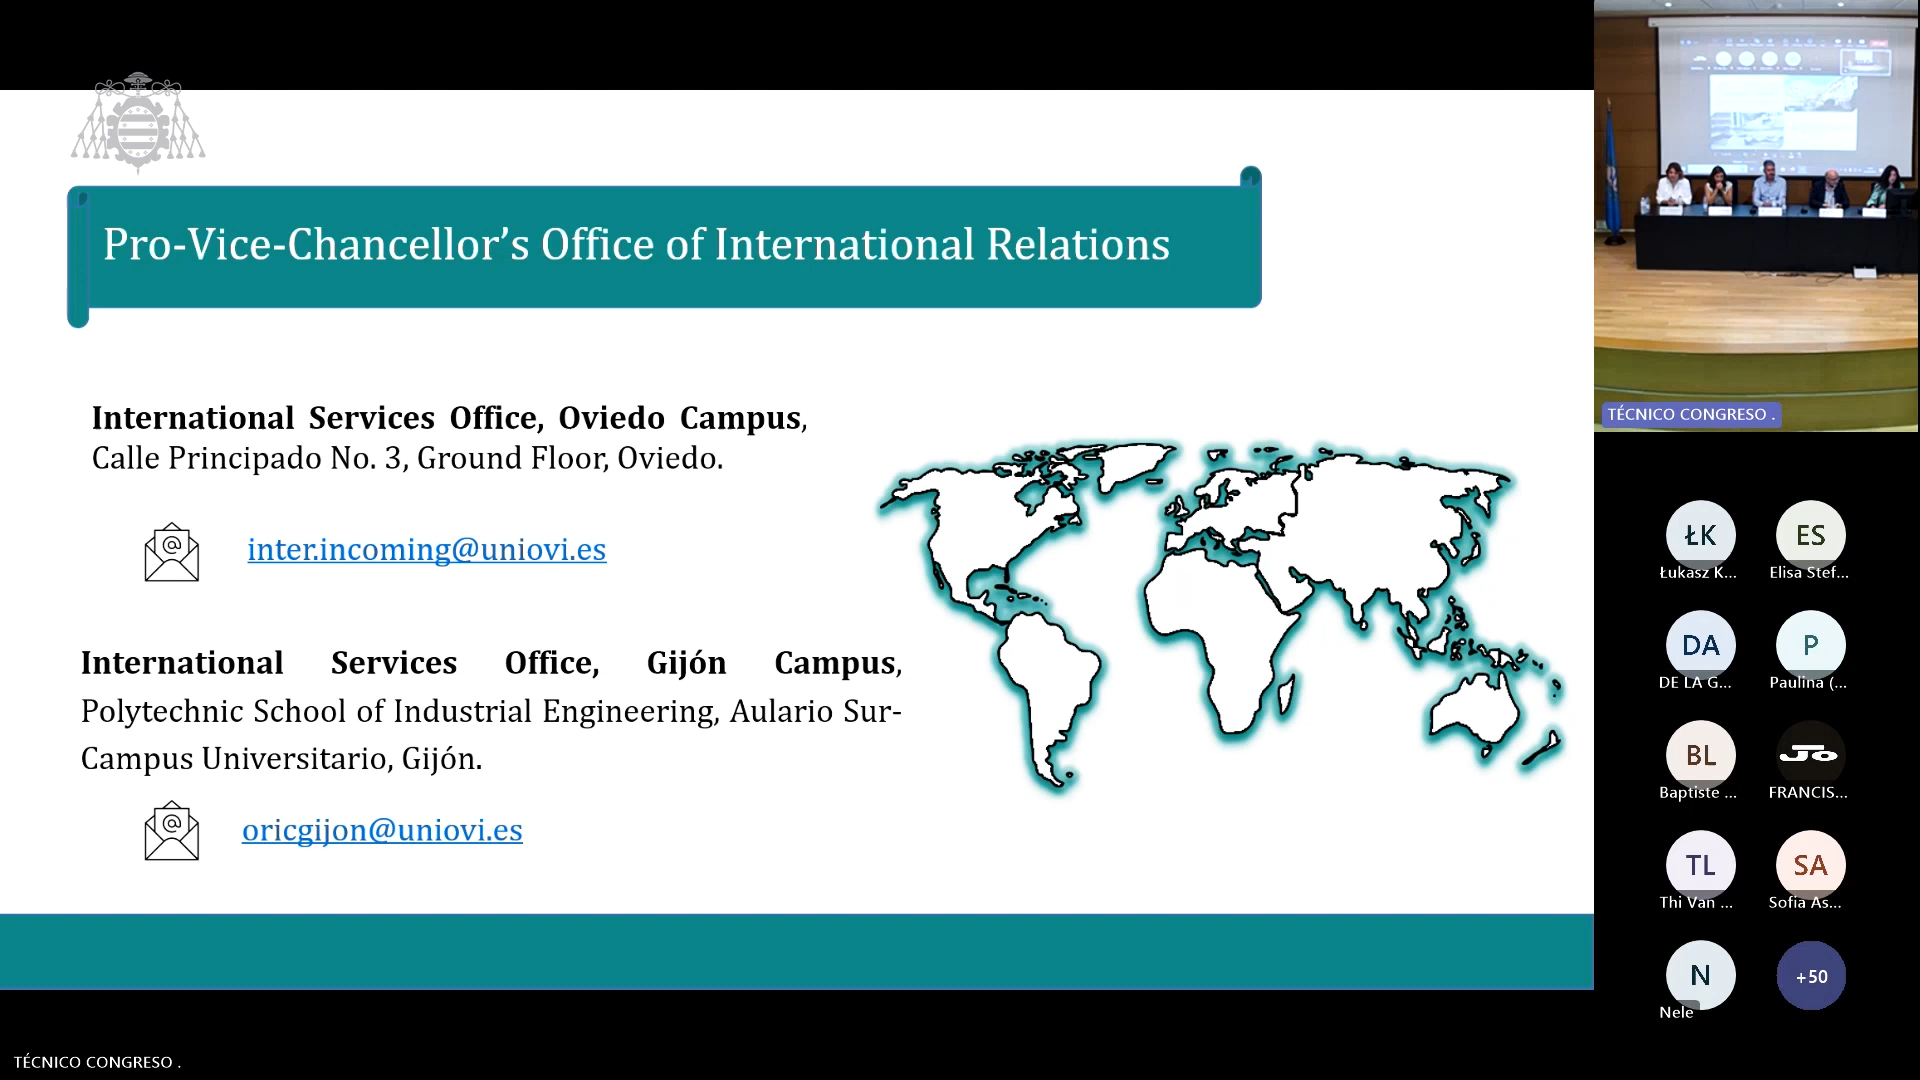 Pro-Vice-Chancellor’s Office of International Relations
International Services Office, Oviedo Campus,
Calle Principado No. 3, Ground Floor, Oviedo.
@
inter.incoming@uniovi.es
International Services Office, Gijón Campus,
Polytechnic School of Industrial Engineering, Aulario Sur-
Campus Universitario, Gijón.
@
oricgijon@uniovi.es
TÉCNICO CONGRESO .
TÉCNICO CONGRESO .
ŁK
Łukasz K...
ES
Elisa Stef...
DA
DE LA G...
P
Paulina (...
BL
Baptiste ...
Jo
FRANCIS...
TL
Thi Van ...
SA
Sofia As...
N
Nele
+50